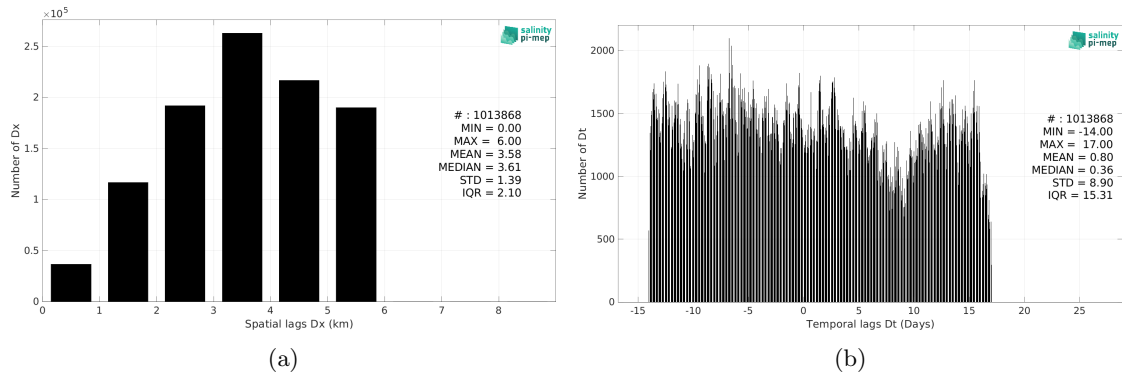 ×10⁵
2.5
2
1.5
1
0.5
0
0 1 2 3 4 5 6 7 8
Number of Dx
Spatial lags Dx (km)
salinity
pi-mep
# : 1013868
MIN = 0.00
MAX = 6.00
MEAN = 3.58
MEDIAN = 3.61
STD = 1.39
IQR = 2.10
(a)
2000
1500
1000
500
0
-15 -10 -5 0 5 10 15 20 25
Number of Dt
Temporal lags Dt (Days)
salinity
pi-mep
# : 1013868
MIN = -14.00
MAX = 17.00
MEAN = 0.80
MEDIAN = 0.36
STD = 8.90
IQR = 15.31
(b)